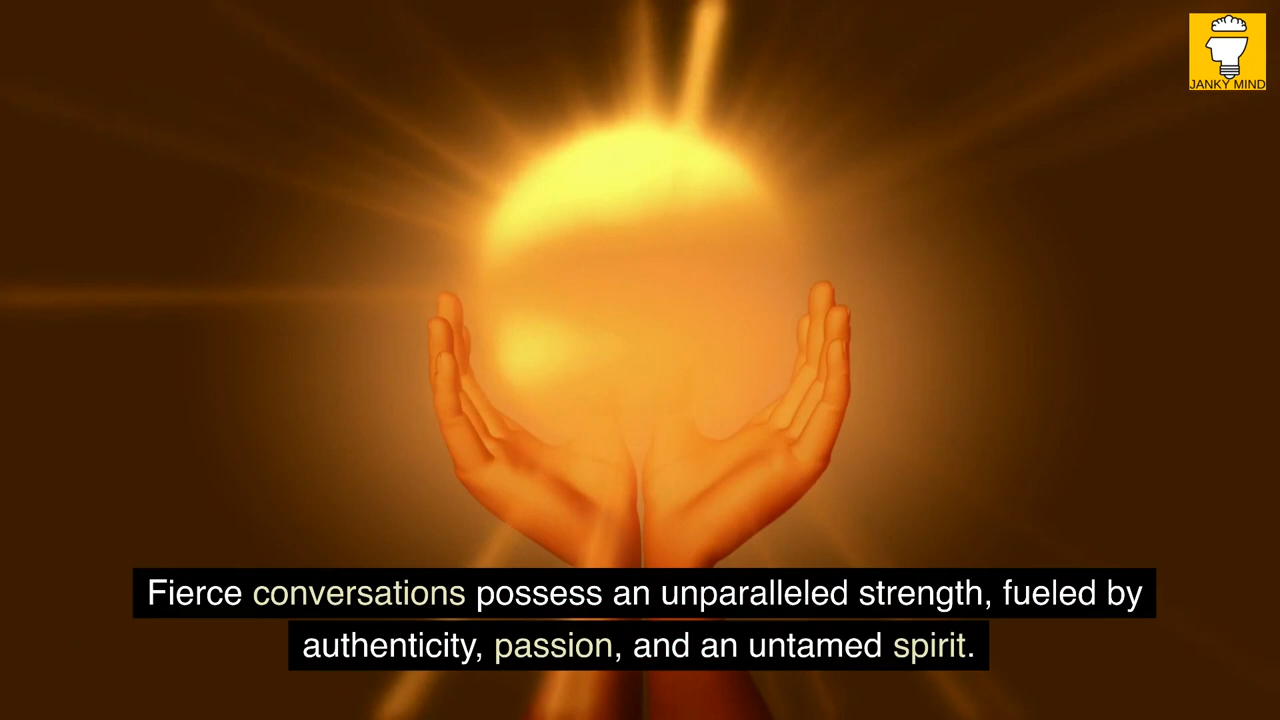 JANKY MIND
Fierce conversations possess an unparalleled strength, fueled by
authenticity, passion, and an untamed spirit.